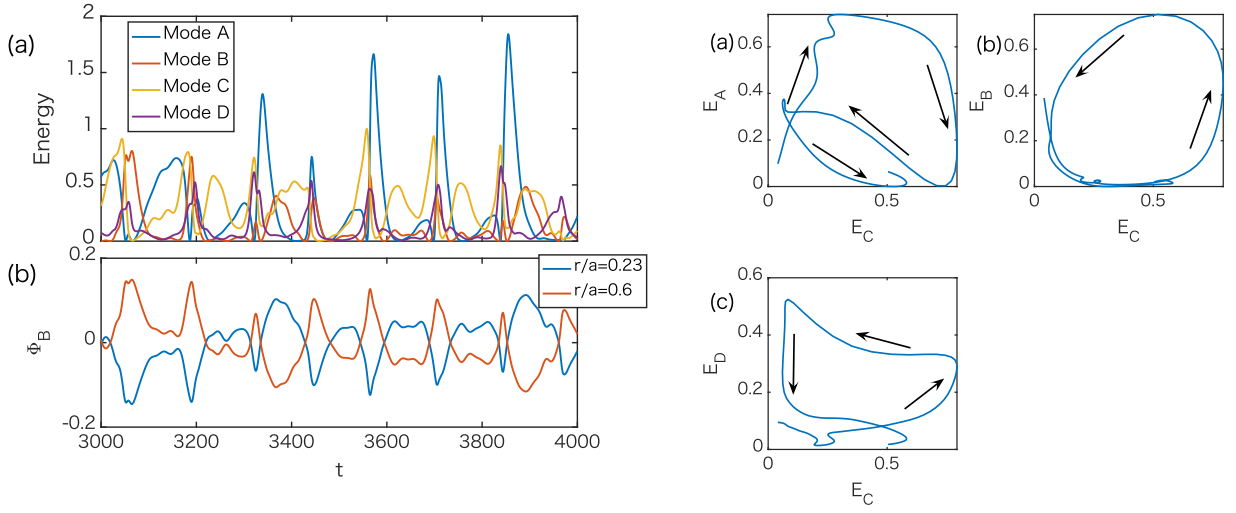 (a)
2
1.5
1
0.5
0
Energy
Mode A
Mode B
Mode C
Mode D
(b)
0.2
0
-0.2
Φ_B
r/a=0.23
r/a=0.6
3000 3200 3400 3600 3800 4000
t
(a)
0.6
0.4
0.2
0
E_A
0 0.5
E_C
(b)
0.6
0.4
0.2
0
E_B
0 0.5
E_C
(c)
0.6
0.4
0.2
0
E_D
0 0.5
E_C